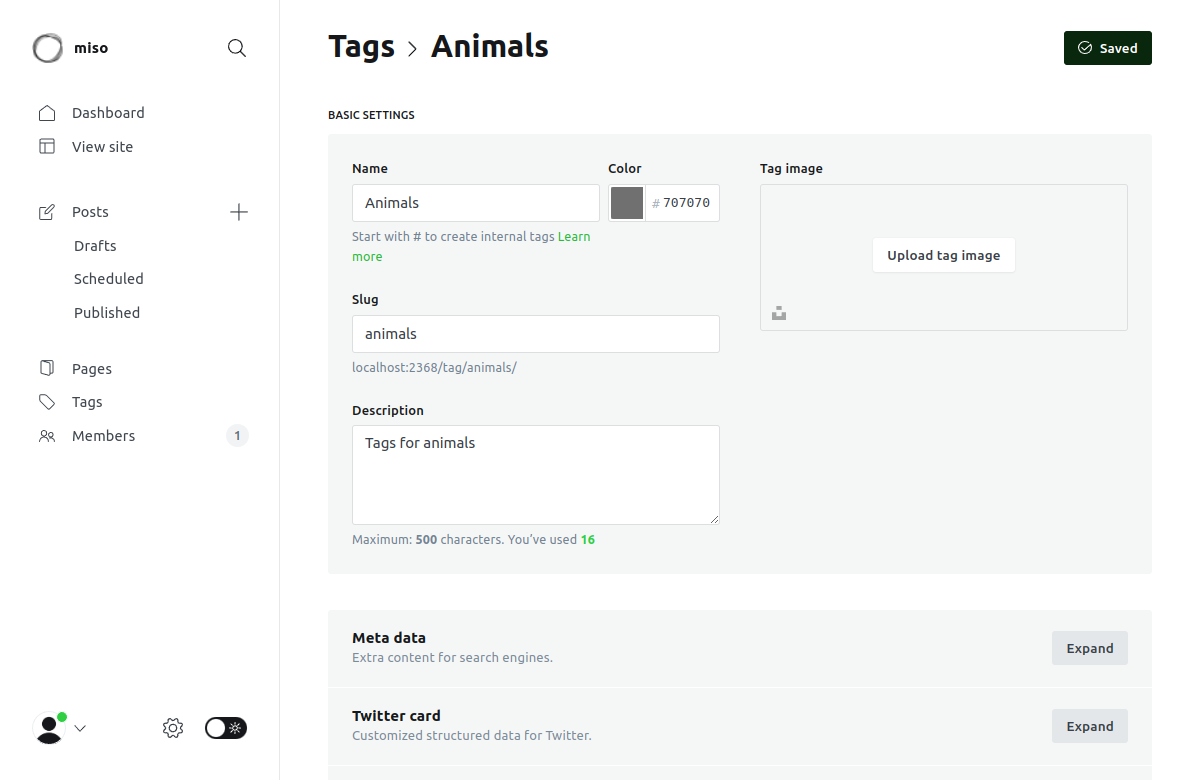 miso
Dashboard
View site
Posts
Drafts
Scheduled
Published
Pages
Tags
Members
1
Tags
Animals
Saved
BASIC SETTINGS
Name
Animals
Start with # to create internal tags Learn
more
Color
# 707070
Slug
animals
localhost:2368/tag/animals/
Description
Tags for animals
Maximum: 500 characters. You’ve used 16
Tag image
Upload tag image
Meta data
Extra content for search engines.
Expand
Twitter card
Customized structured data for Twitter.
Expand